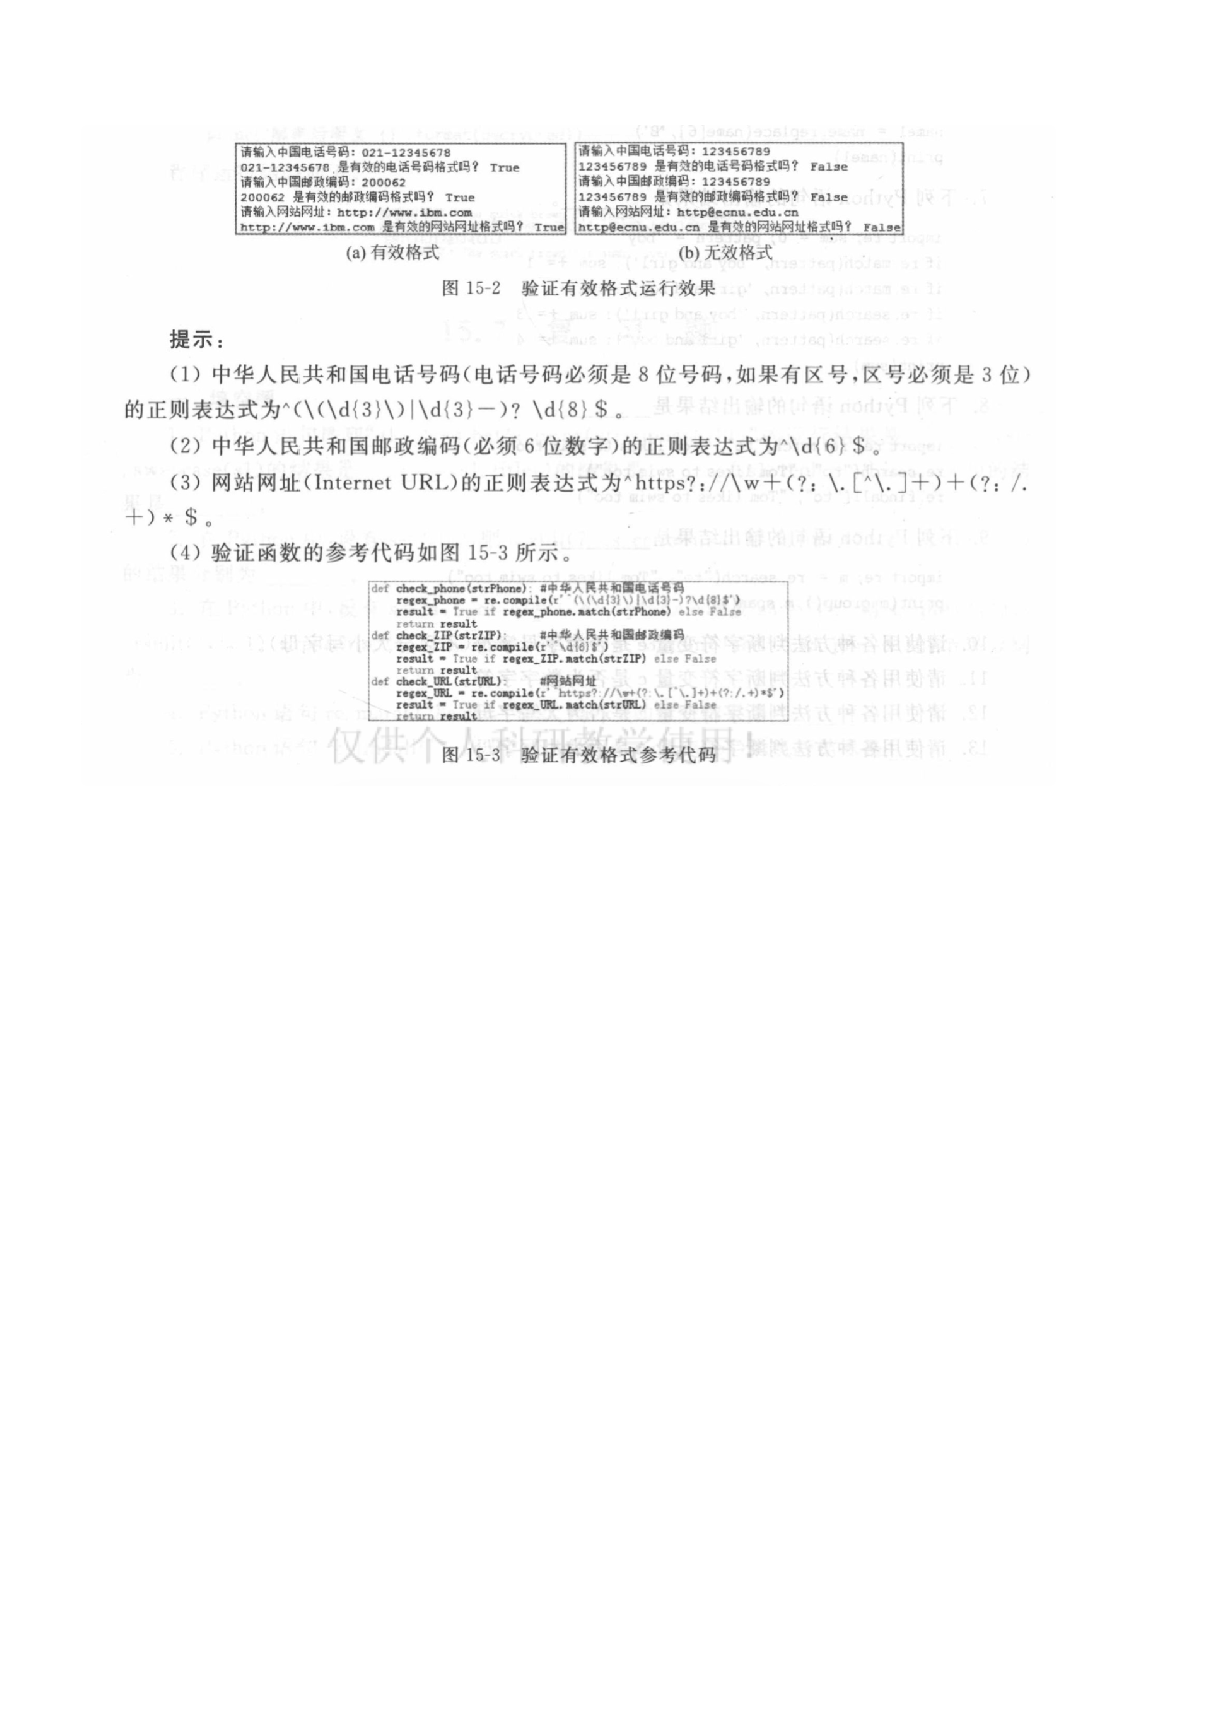 请输入中国电话号码：021-12345678
021-12345678 是有效的电话号码格式吗？ True
请输入中国邮政编码：200062
200062 是有效的邮政编码格式吗？ True
请输入网站网址：http://www.ibm.com
http://www.ibm.com 是有效的网站网址格式吗？ True
请输入中国电话号码：123456789
123456789 是有效的电话号码格式吗？ False
请输入中国邮政编码：123456789
123456789 是有效的邮政编码格式吗？ False
请输入网站网址：http@ecnu.edu.cn
http@ecnu.edu.cn 是有效的网站网址格式吗？ False
(a) 有效格式
(b) 无效格式
图 15-2 验证有效格式运行效果
提示：
(1) 中华人民共和国电话号码(电话号码必须是 8 位号码,如果有区号,区号必须是 3 位)
的正则表达式为^(\(\d{3}\)|\d{3}-)? \d{8}$。
(2) 中华人民共和国邮政编码(必须 6 位数字)的正则表达式为^\d{6}$。
(3) 网站网址(Internet URL)的正则表达式为^https?://\w+(?: \.[^\.]+)+(?: /.
+)*$。
(4) 验证函数的参考代码如图 15-3 所示。
def check_phone(strPhone): #中华人民共和国电话号码
regex_phone = re.compile(r'^(\(\d{3}\)|\d{3}-)?\d{8}$')
result = True if regex_phone.match(strPhone) else False
return result
def check_ZIP(strZIP): #中华人民共和国邮政编码
regex_ZIP = re.compile(r'^\d{6}$')
result = True if regex_ZIP.match(strZIP) else False
return result
def check_URL(strURL): #网站网址
regex_URL = re.compile(r'^https?://\w+(?:\.[^\.]+)+(?:/.+)*$')
result = True if regex_URL.match(strURL) else False
return result
仅供个人科研教学使用！
图 15-3 验证有效格式参考代码